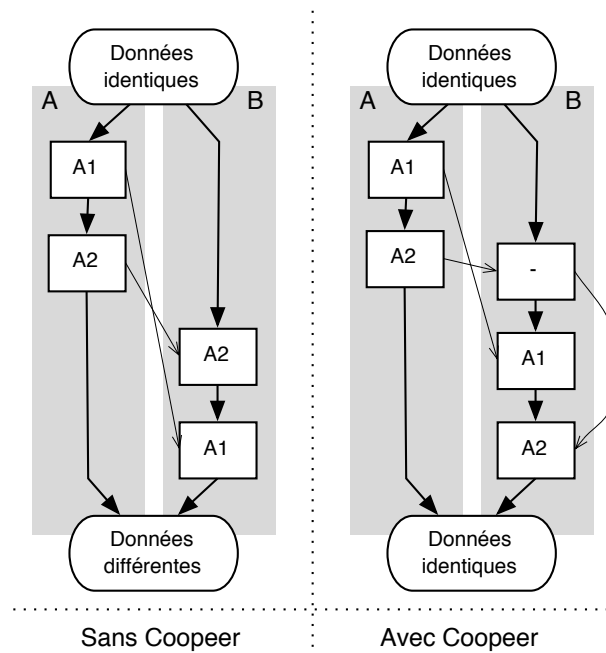 Données
identiques
A
B
A1
A2
A2
A1
Données
différentes
Sans Coopeer
Données
identiques
A
B
A1
A2
-
A1
A2
Données
identiques
Avec Coopeer